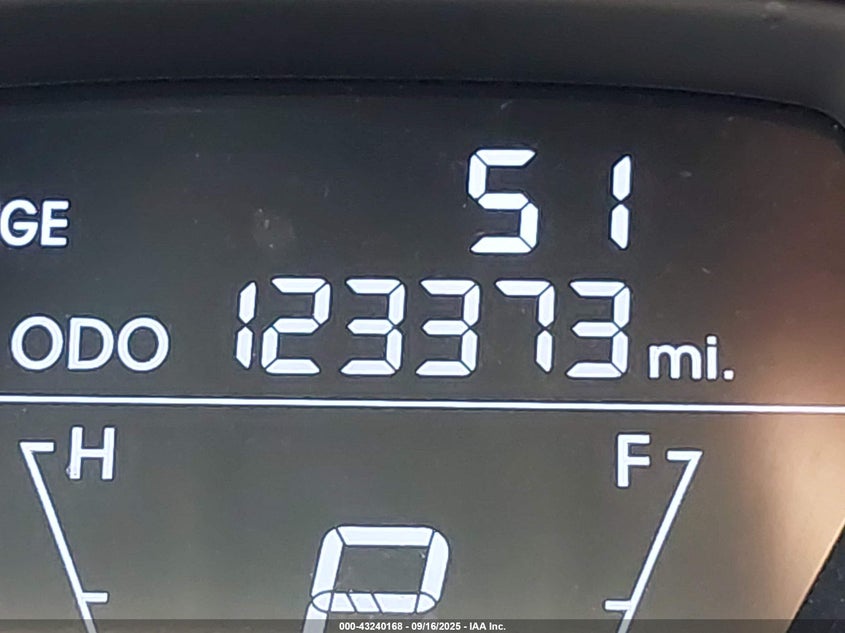 GE 51
ODO 123373 mi.
H F
P
000-43240168 - 09/16/2025 - IAA Inc.